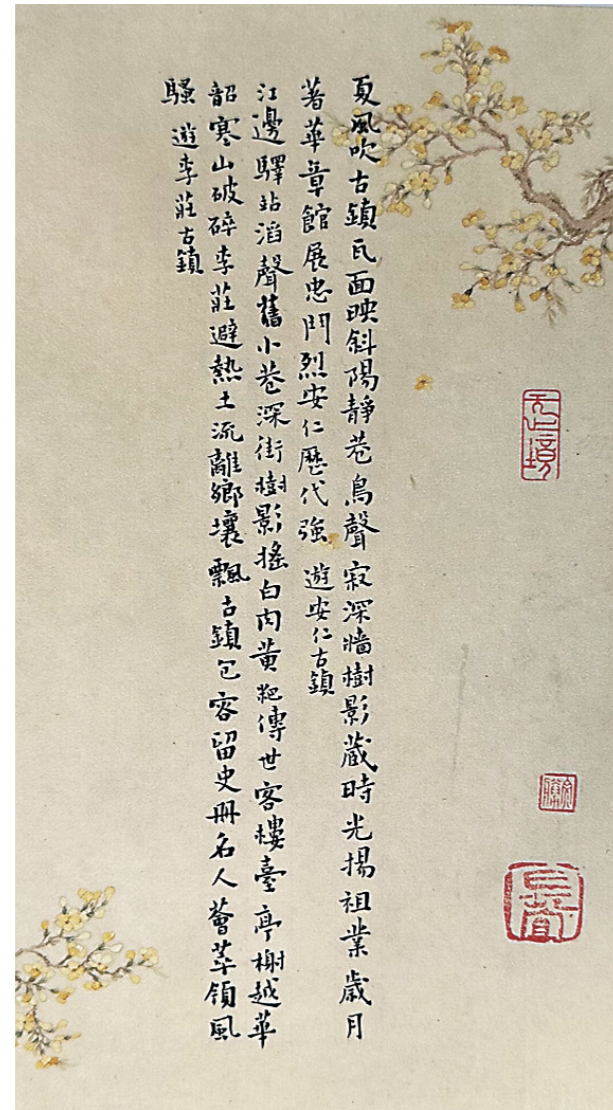 夏風吹古鎮瓦面映斜陽靜巷鳥聲寂深墻樹影蔵時光揚祖業歲月
著華章館展忠門烈安仁歷代強 遊安仁古鎮
江邊驛站滔聲舊小巷深街樹影搖白肉黄粑傳世客樓臺亭榭越華
韶寒山破碎李莊避熱土流離鄉壤飄古鎮包容留史冊名人薈萃領風
騷 遊李莊古鎮